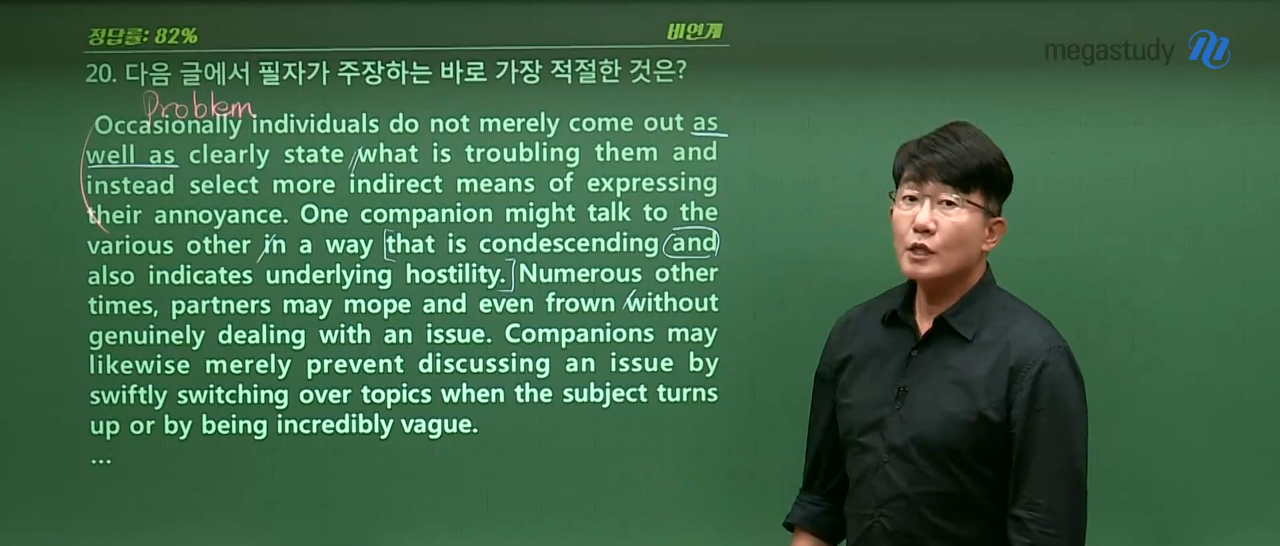 정답률: 82%
비연계
megastudy
20. 다음 글에서 필자가 주장하는 바로 가장 적절한 것은?
Problem
Occasionally individuals do not merely come out as
well as clearly state what is troubling them and
instead select more indirect means of expressing
their annoyance. One companion might talk to the
various other in a way that is condescending and
also indicates underlying hostility. Numerous other
times, partners may mope and even frown without
genuinely dealing with an issue. Companions may
likewise merely prevent discussing an issue by
swiftly switching over topics when the subject turns
up or by being incredibly vague.
...